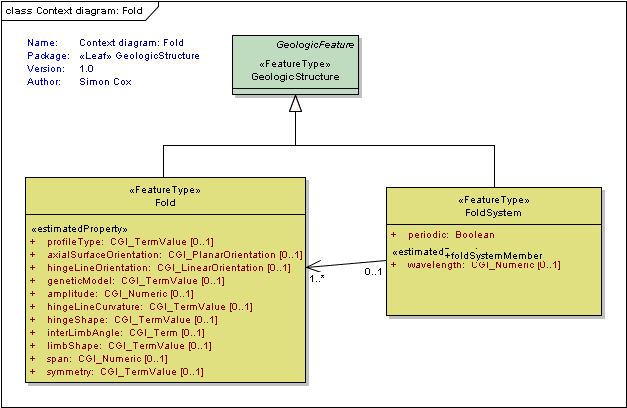 class Context diagram: Fold
Name: Context diagram: Fold
Package: «Leaf» GeologicStructure
Version: 1.0
Author: Simon Cox
GeologicFeature
«FeatureType»
GeologicStructure
«FeatureType»
Fold
«estimatedProperty»
+ profileType: CGI_TermValue [0..1]
+ axialSurfaceOrientation: CGI_PlanarOrientation [0..1]
+ hingeLineOrientation: CGI_LinearOrientation [0..1]
+ geneticModel: CGI_TermValue [0..1]
+ amplitude: CGI_Numeric [0..1]
+ hingeLineCurvature: CGI_TermValue [0..1]
+ hingeShape: CGI_TermValue [0..1]
+ interLimbAngle: CGI_Term [0..1]
+ limbShape: CGI_TermValue [0..1]
+ span: CGI_Numeric [0..1]
+ symmetry: CGI_TermValue [0..1]
«FeatureType»
FoldSystem
+ periodic: Boolean
+foldSystemMember
+ wavelength: CGI_Numeric [0..1]
0..1
1..*